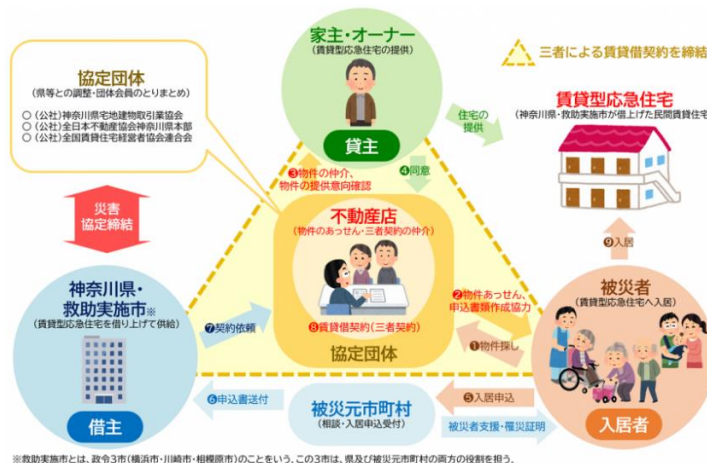 家主・オーナー
(賃貸型応急住宅の提供)
貸主
三者による賃貸借契約を締結
協定団体
(県等との調整・団体会員のとりまとめ)
○(公社)神奈川県宅地建物取引業協会
○(公社)全日本不動産協会神奈川県本部
○(公社)全国賃貸住宅経営者協会連合会
住宅の
提供
賃貸型応急住宅
(神奈川県・救助実施市が借上げた民間賃貸住宅)
❸物件の仲介、
物件の提供意向確認
❹同意
災害
協定締結
不動産店
(物件のあっせん・三者契約の仲介)
❽賃貸借契約(三者契約)
協定団体
❾入居
神奈川県・
救助実施市※
(賃貸型応急住宅を借り上げて供給)
借主
❼契約依頼
❷物件あっせん、
申込書類作成協力
❶物件探し
被災者
(賃貸型応急住宅へ入居)
入居者
❻申込書送付
被災元市町村
(相談・入居申込受付)
❺入居申込
被災者支援・罹災証明
※救助実施市とは、政令3市(横浜市・川崎市・相模原市)のことをいう。この3市は、県及び被災元市町村の両方の役割を担う。